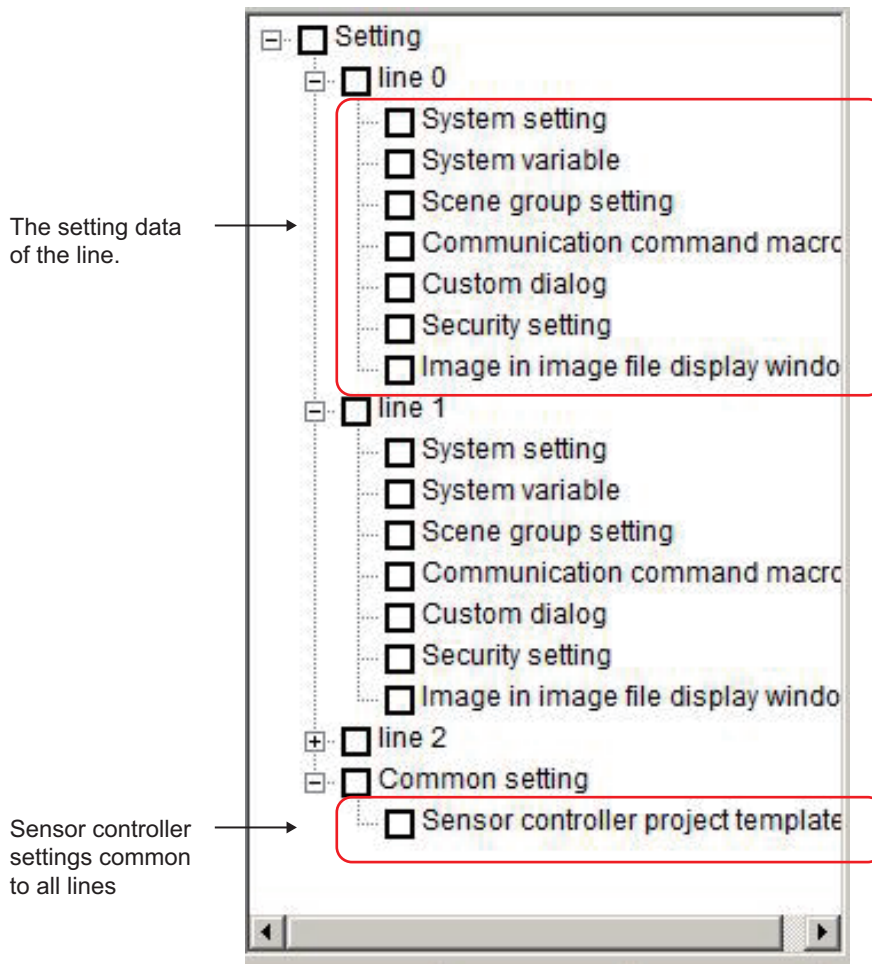 Setting
line 0
System setting
System variable
Scene group setting
Communication command macro
Custom dialog
Security setting
Image in image file display windo
The setting data
of the line.
line 1
System setting
System variable
Scene group setting
Communication command macro
Custom dialog
Security setting
Image in image file display windo
line 2
Common setting
Sensor controller project template
Sensor controller
settings common
to all lines